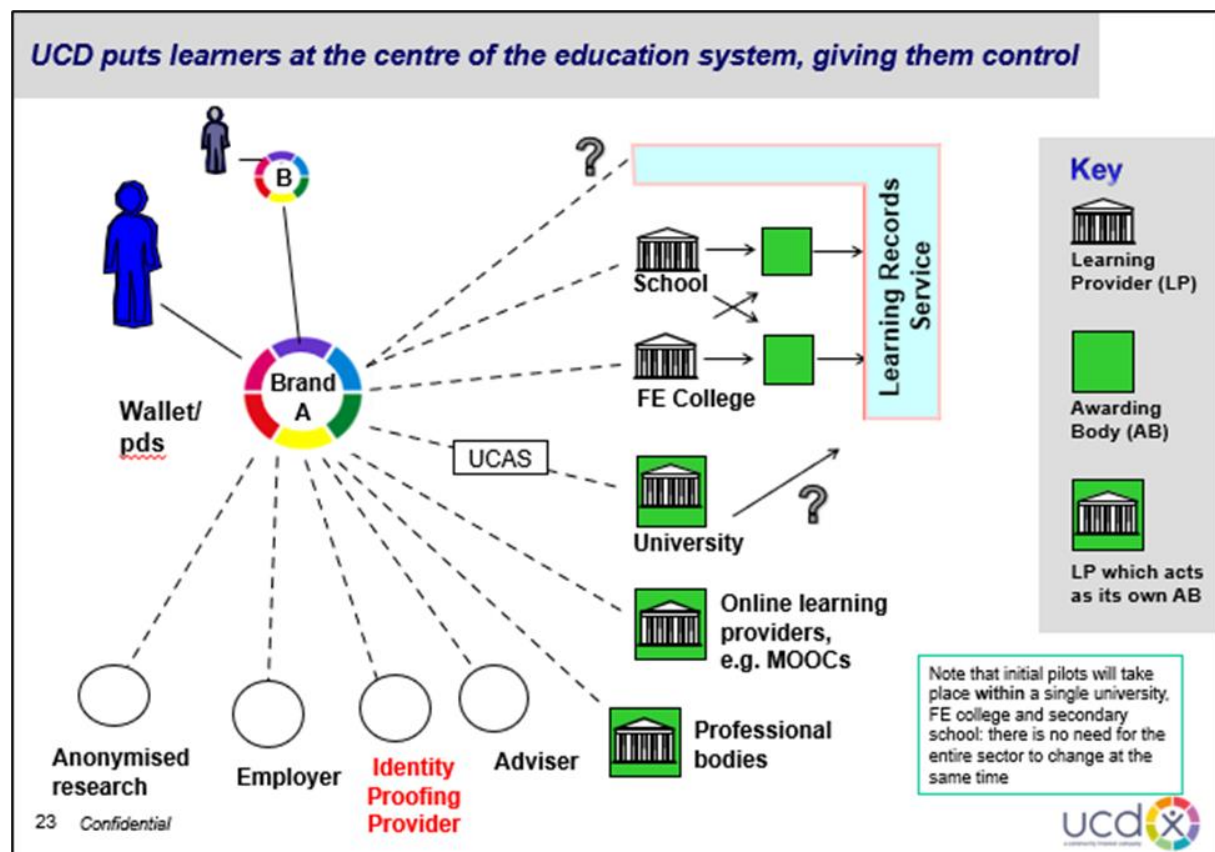 UCD puts learners at the centre of the education system, giving them control
B
?
Brand
A
Wallet/
pds
School
FE College
Learning Records
Service
UCAS
University
?
Online learning
providers,
e.g. MOOCs
Professional
bodies
Anonymised
research
Employer
Identity
Proofing
Provider
Adviser
Key
Learning
Provider (LP)
Awarding
Body (AB)
LP which acts
as its own AB
Note that initial pilots will take
place within a single university,
FE college and secondary
school: there is no need for the
entire sector to change at the
same time
23 Confidential
ucd
a community interest company